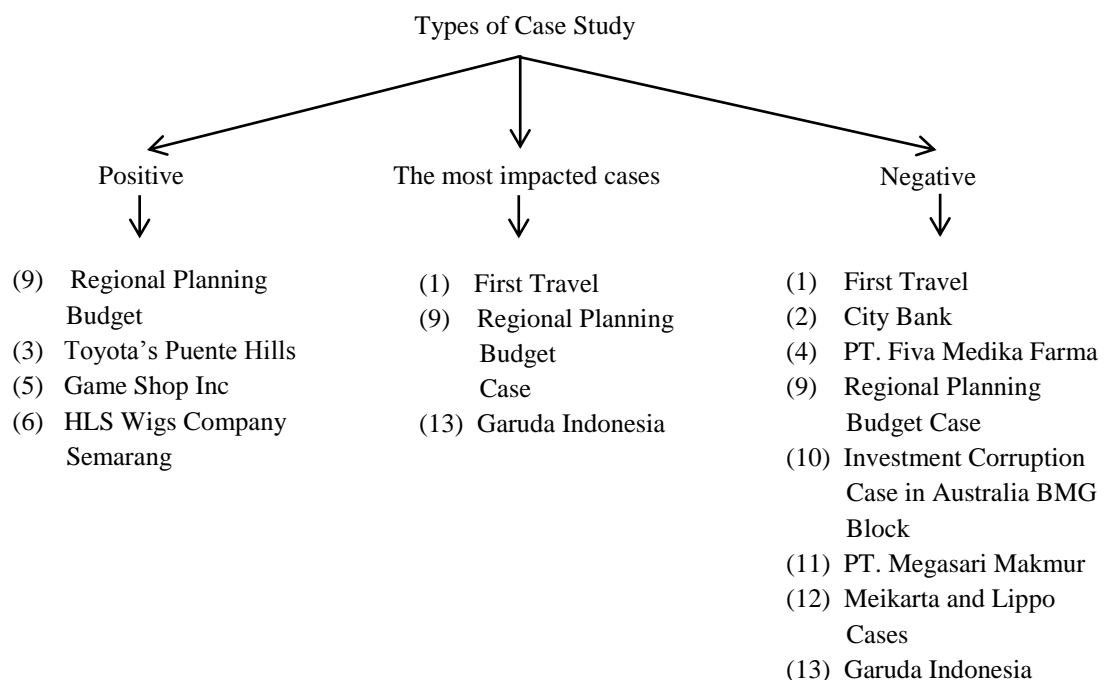 Types of Case Study
Positive
(9) Regional Planning
Budget
(3) Toyota’s Puente Hills
(5) Game Shop Inc
(6) HLS Wigs Company
Semarang
The most impacted cases
(1) First Travel
(9) Regional Planning
Budget
Case
(13) Garuda Indonesia
Negative
(1) First Travel
(2) City Bank
(4) PT. Fiva Medika Farma
(9) Regional Planning
Budget Case
(10) Investment Corruption
Case in Australia BMG
Block
(11) PT. Megasari Makmur
(12) Meikarta and Lippo
Cases
(13) Garuda Indonesia